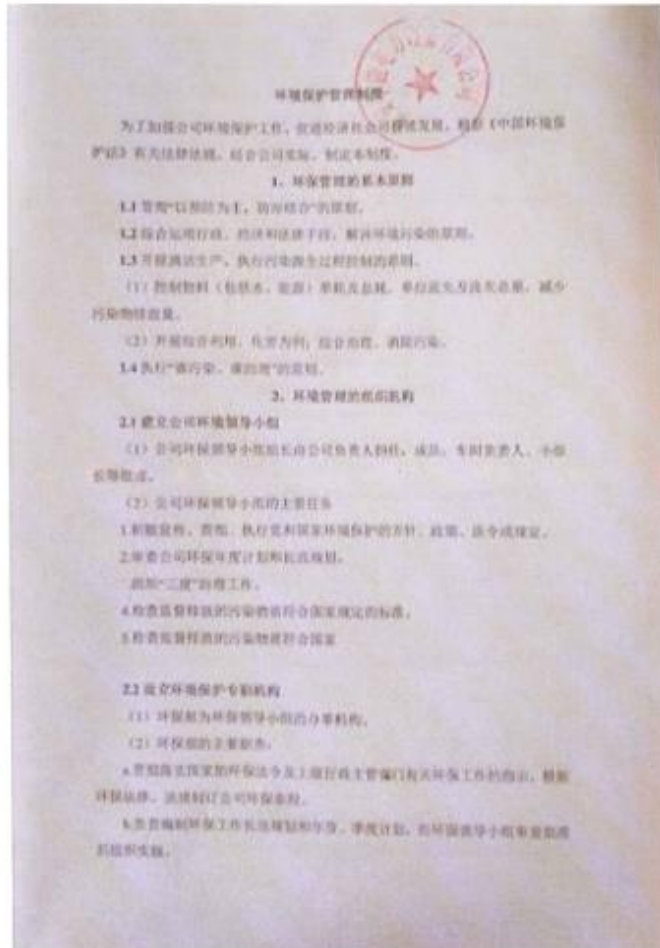 环境保护管理制度
为了加强公司环境保护工作,促进经济社会可持续发展,根据《中国环境保
护法》有关法律法规,结合公司实际,制定本制度。
1、环保管理的基本原则
1.1 贯彻“以预防为主,防治结合”的原则。
1.2 综合运用行政、经济和法律手段,解决环境污染的原则。
1.3 开展清洁生产,执行污染源全过程控制的原则。
(1)控制物料(包括水、能源)单耗及总耗、单位流失及流失总量,减少
污染物排放量。
(2)开展综合利用,化害为利;综合治理,消除污染。
1.4 执行“谁污染、谁治理”的原则。
2、环境管理的组织机构
2.1 建立公司环境领导小组
(1)公司环保领导小组组长由公司负责人担任,成员:车间负责人、小组
长等组成。
(2)公司环保领导小组的主要任务
1.积极宣传、贯彻、执行党和国家环境保护的方针、政策、法令或规定。
2.审查公司环保年度计划和长远规划。
组织“三废”治理工作。
4.检查监督排放的污染物质符合国家规定的标准。
5.检查监督排放的污染物质符合国家
2.2 设立环境保护专职机构
(1)环保部为环保领导小组的办事机构。
(2)环保部的主要职责:
a.贯彻落实国家的环保法令及上级行政主管部门有关环保工作的指示,根据
环保法律、法规制订公司环保章程。
b.负责编制环保工作长远规划和年度、季度计划,经环保领导小组审查批准
后组织实施。